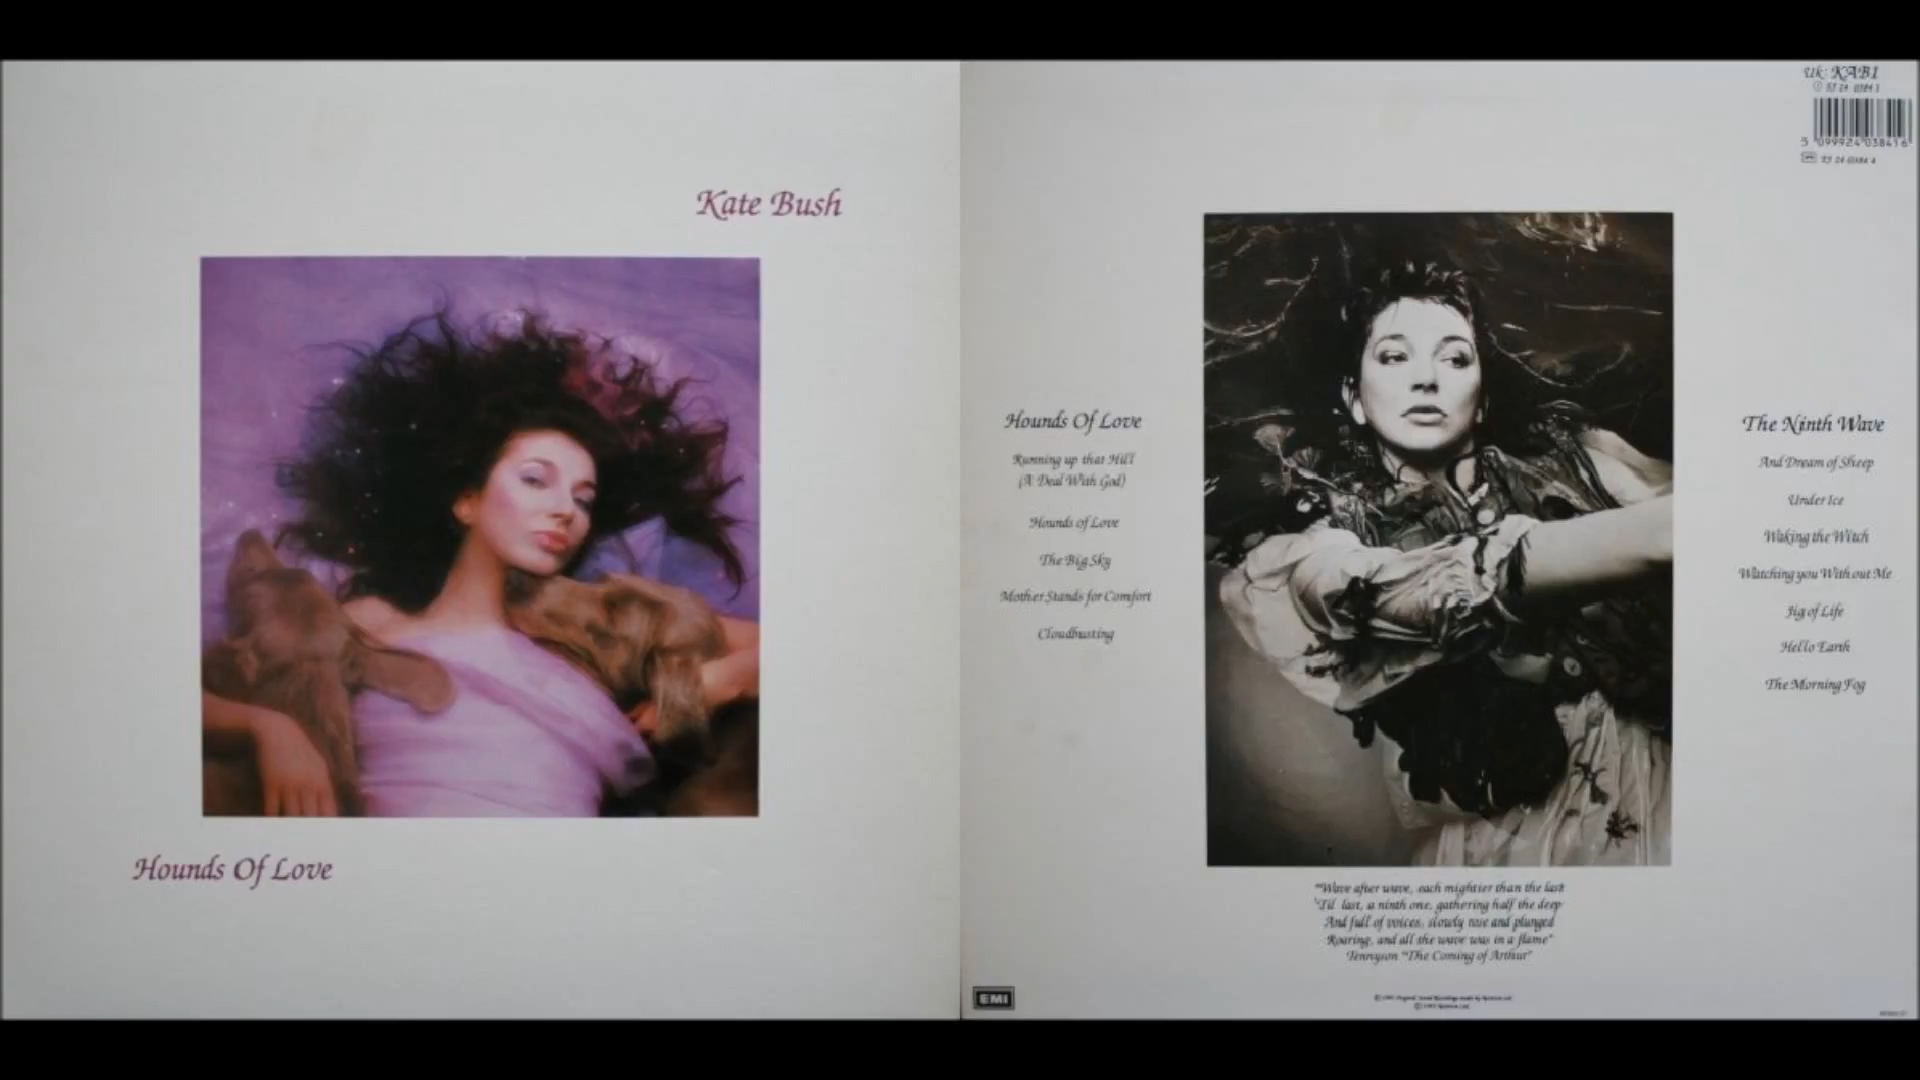 Kate Bush
Hounds Of Love
UK: KAB1
5 099924 038416
Hounds Of Love
Running up that Hill
(A Deal With God)
Hounds of Love
The Big Sky
Mother Stands for Comfort
Cloudbusting
The Ninth Wave
And Dream of Sheep
Under Ice
Waking the Witch
Watching you Without Me
Jig of Life
Hello Earth
The Morning Fog
"Wave after wave, each mightier than the last
'Til last, a ninth one, gathering half the deep
And full of voices, slowly rose and plunged
Roaring, and all the wave was in a flame"
Tennyson "The Coming of Arthur"
EMI